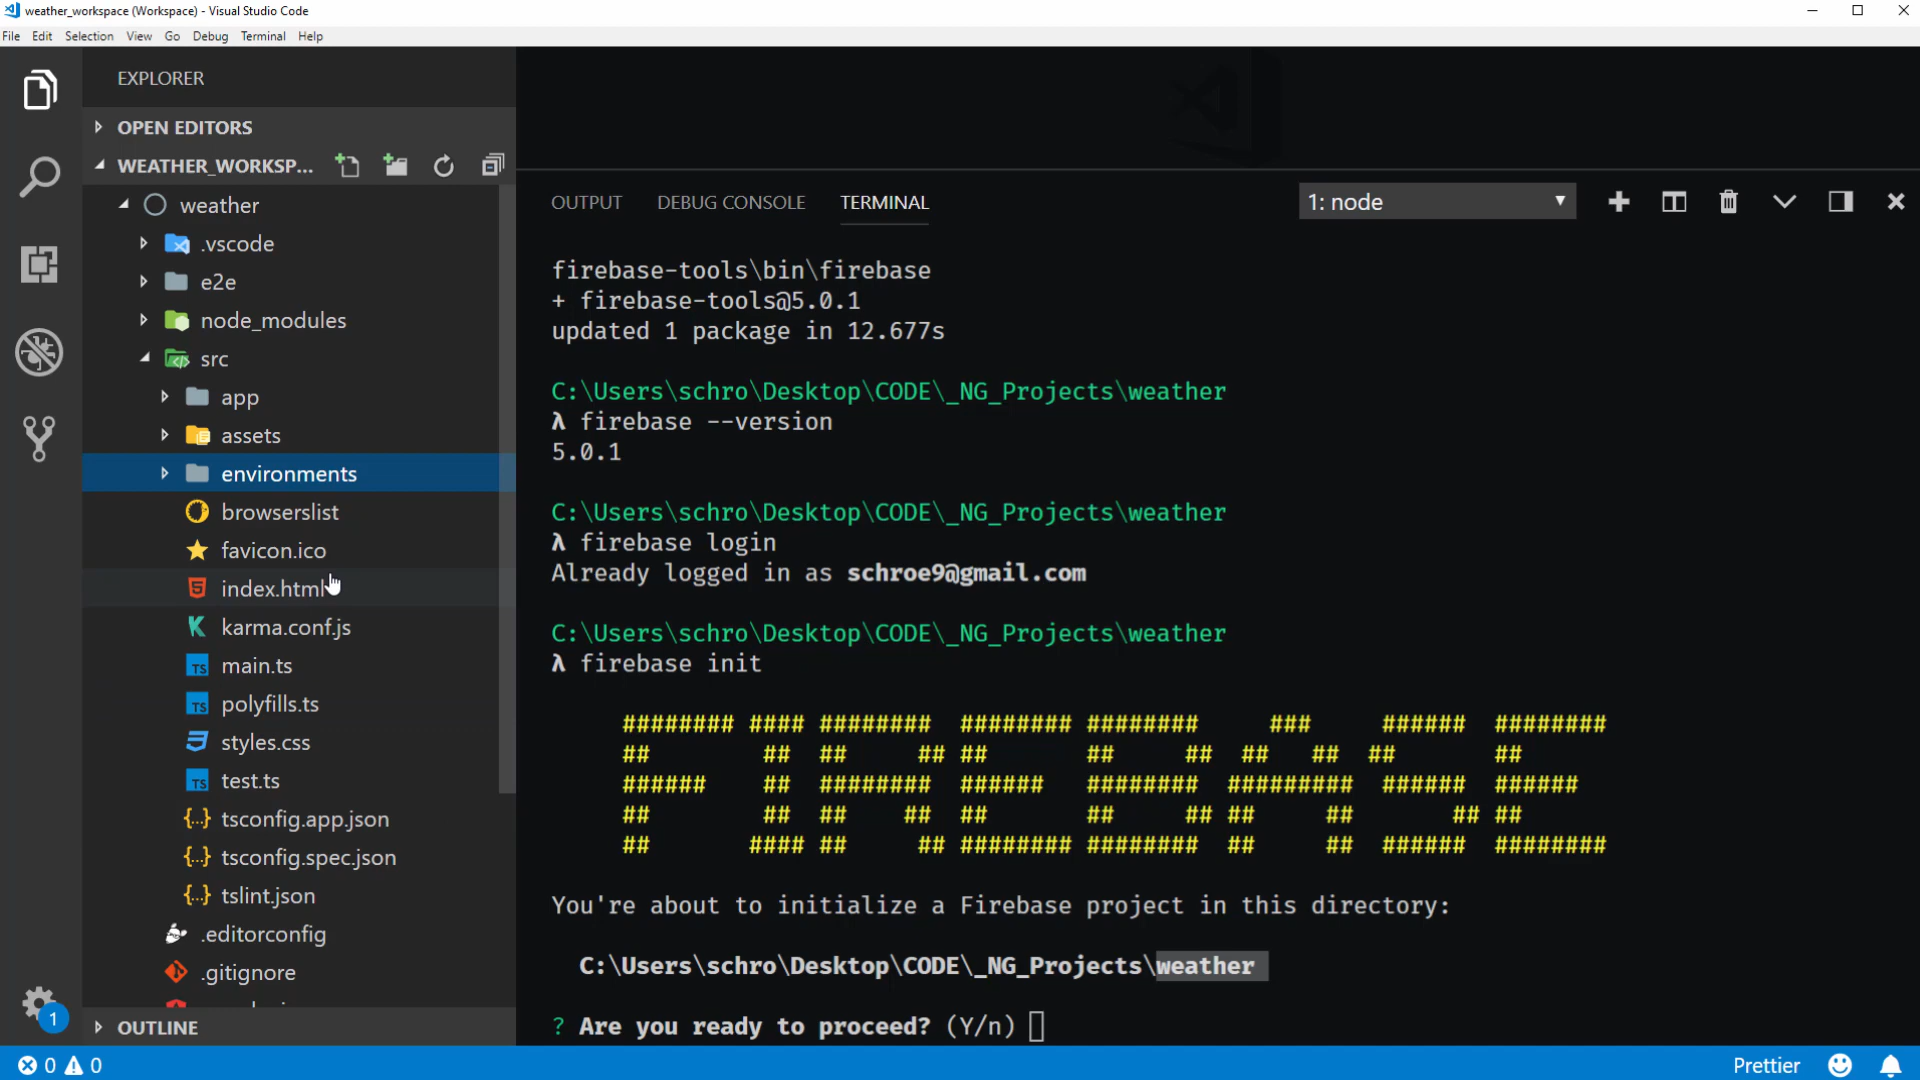 weather_workspace (Workspace) - Visual Studio Code
File Edit Selection View Go Debug Terminal Help
EXPLORER
OPEN EDITORS
WEATHER_WORKSP...
weather
.vscode
e2e
node_modules
src
app
assets
environments
browserslist
favicon.ico
index.html
karma.conf.js
main.ts
polyfills.ts
styles.css
test.ts
tsconfig.app.json
tsconfig.spec.json
tslint.json
.editorconfig
.gitignore
OUTLINE
1
OUTPUT DEBUG CONSOLE TERMINAL 1: node
firebase-tools\bin\firebase
+ firebase-tools@5.0.1
updated 1 package in 12.677s
C:\Users\schro\Desktop\CODE\_NG_Projects\weather
λ firebase --version
5.0.1
C:\Users\schro\Desktop\CODE\_NG_Projects\weather
λ firebase login
Already logged in as schroe9@gmail.com
C:\Users\schro\Desktop\CODE\_NG_Projects\weather
λ firebase init
######## #### ######## ######## ######## ### ###### ########
## ## ## ## ## ## ## ## ## ## ##
###### ## ######## ###### ######## ######### ###### ######
## ## ## ## ## ## ## ## ## ## ##
## #### ## ## ######## ######## ## ## ###### ########
You're about to initialize a Firebase project in this directory:
C:\Users\schro\Desktop\CODE\_NG_Projects\weather
? Are you ready to proceed? (Y/n)
0 0
Prettier